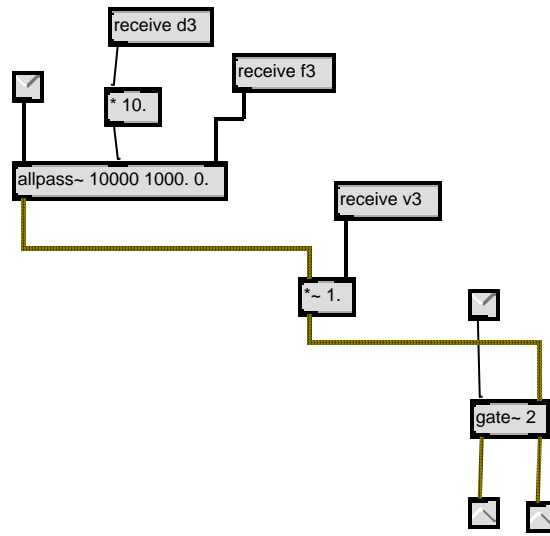 receive d3
receive f3
* 10.
allpass~ 10000 1000. 0.
receive v3
*~ 1.
gate~ 2